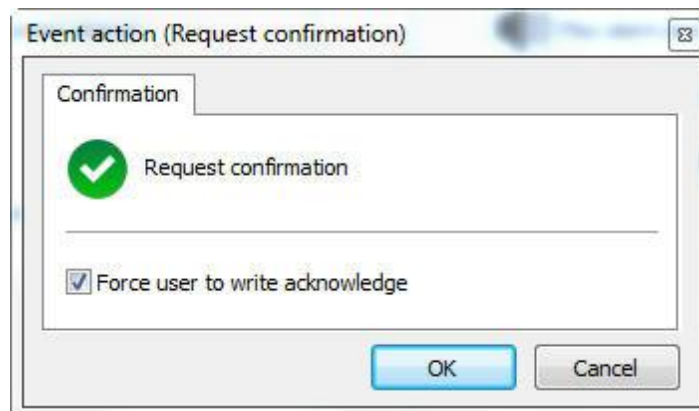 Event action (Request confirmation)
Confirmation
Request confirmation
Force user to write acknowledge
OK
Cancel